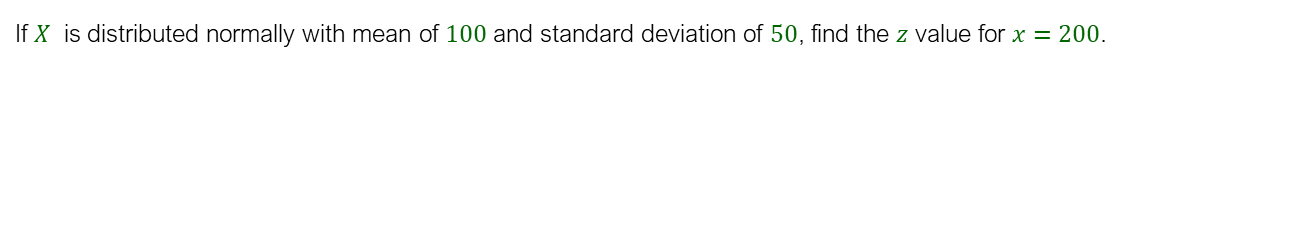 If X is distributed normally with mean of 100 and standard deviation of 50, find the z value for x = 200.